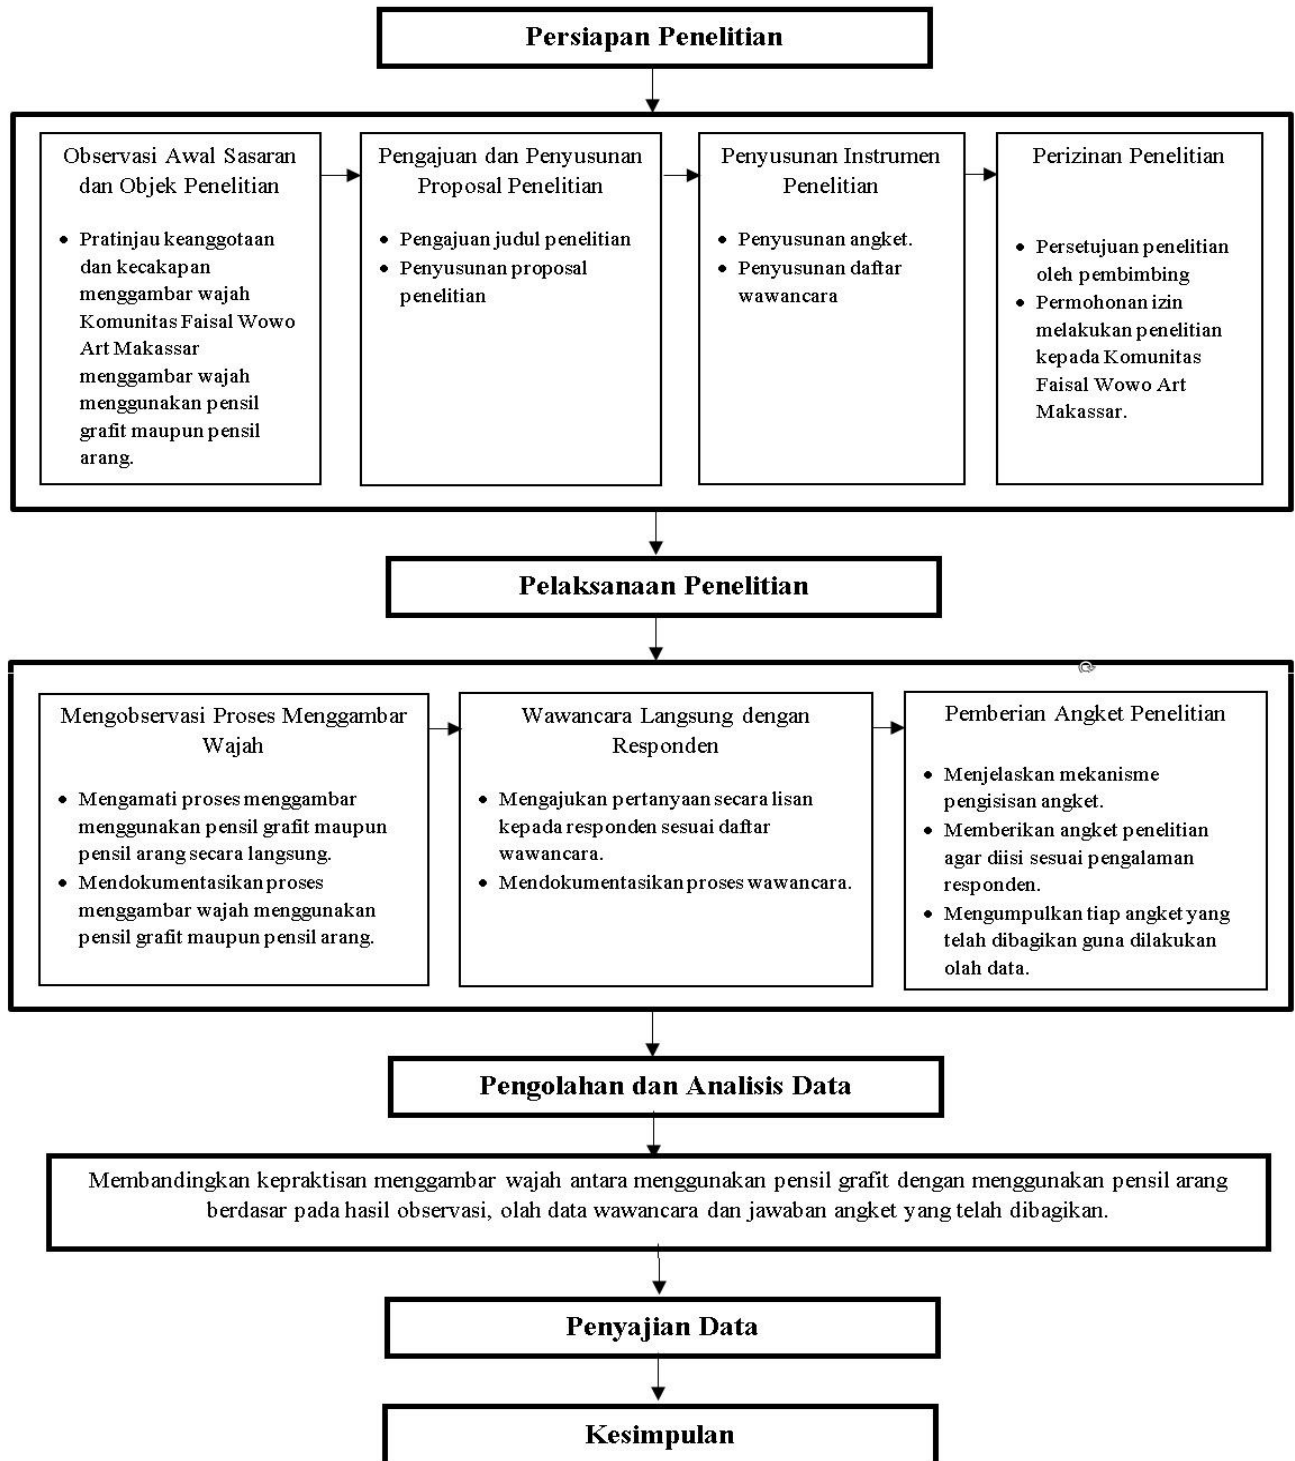 Persiapan Penelitian
Observasi Awal Sasaran
dan Objek Penelitian
• Pratinjau keanggotaan
dan kecakapan
menggambar wajah
Komunitas Faisal Wowo
Art Makassar
menggambar wajah
menggunakan pensil
grafit maupun pensil
arang.
Pengajuan dan Penyusunan
Proposal Penelitian
• Pengajuan judul penelitian
• Penyusunan proposal
penelitian
Penyusunan Instrumen
Penelitian
• Penyusunan angket.
• Penyusunan daftar
wawancara
Perizinan Penelitian
• Persetujuan penelitian
oleh pembimbing
• Permohonan izin
melakukan penelitian
kepada Komunitas
Faisal Wowo Art
Makassar.
Pelaksanaan Penelitian
Mengobservasi Proses Menggambar
Wajah
• Mengamati proses menggambar
menggunakan pensil grafit maupun
pensil arang secara langsung.
• Mendokumentasikan proses
menggambar wajah menggunakan
pensil grafit maupun pensil arang.
Wawancara Langsung dengan
Responden
• Mengajukan pertanyaan secara lisan
kepada responden sesuai daftar
wawancara.
• Mendokumentasikan proses wawancara.
Pemberian Angket Penelitian
• Menjelaskan mekanisme
pengisisan angket.
• Memberikan angket penelitian
agar diisi sesuai pengalaman
responden.
• Mengumpulkan tiap angket yang
telah dibagikan guna dilakukan
olah data.
Pengolahan dan Analisis Data
Membandingkan kepraktisan menggambar wajah antara menggunakan pensil grafit dengan menggunakan pensil arang
berdasar pada hasil observasi, olah data wawancara dan jawaban angket yang telah dibagikan.
Penyajian Data
Kesimpulan